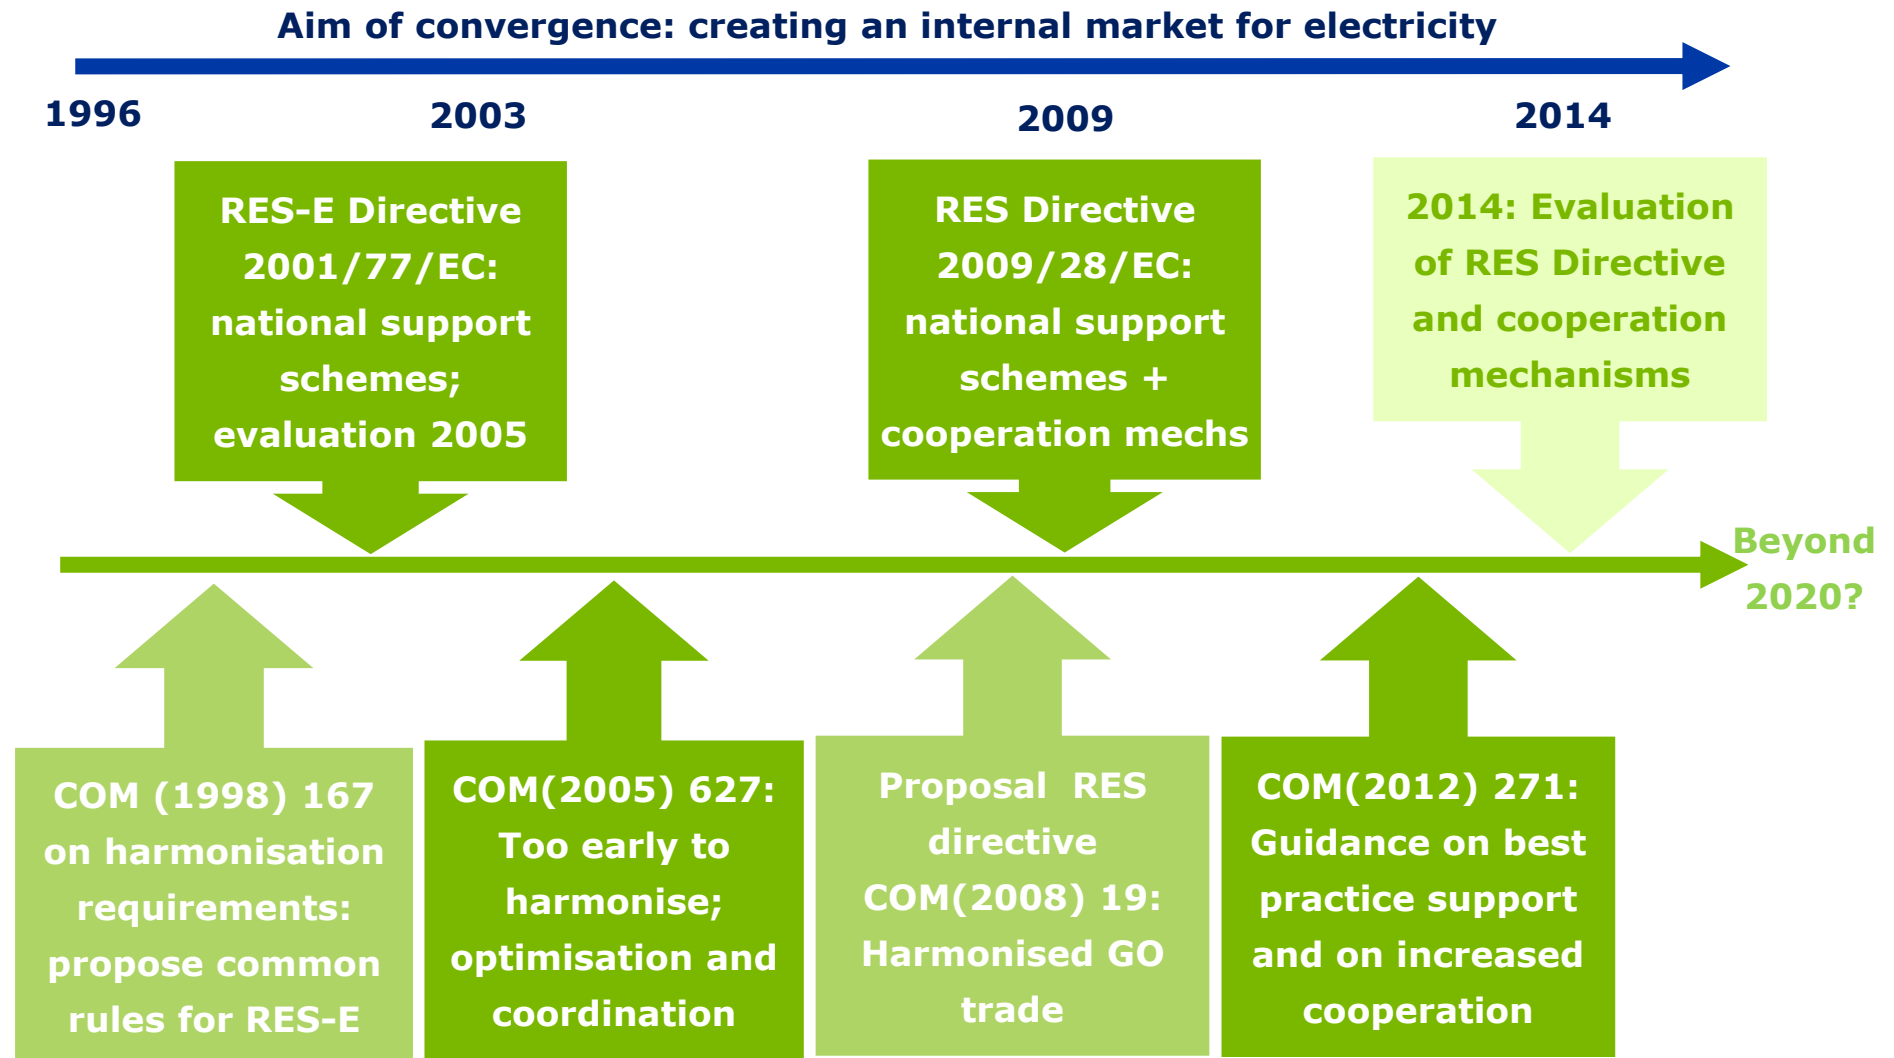 Aim of convergence: creating an internal market for electricity
1996
2003
2009
2014
RES-E Directive
2001/77/EC:
national support
schemes;
evaluation 2005
RES Directive
2009/28/EC:
national support
schemes +
cooperation mechs
2014: Evaluation
of RES Directive
and cooperation
mechanisms
Beyond
2020?
COM (1998) 167
on harmonisation
requirements:
propose common
rules for RES-E
COM(2005) 627:
Too early to
harmonise;
optimisation and
coordination
Proposal RES
directive
COM(2008) 19:
Harmonised GO
trade
COM(2012) 271:
Guidance on best
practice support
and on increased
cooperation